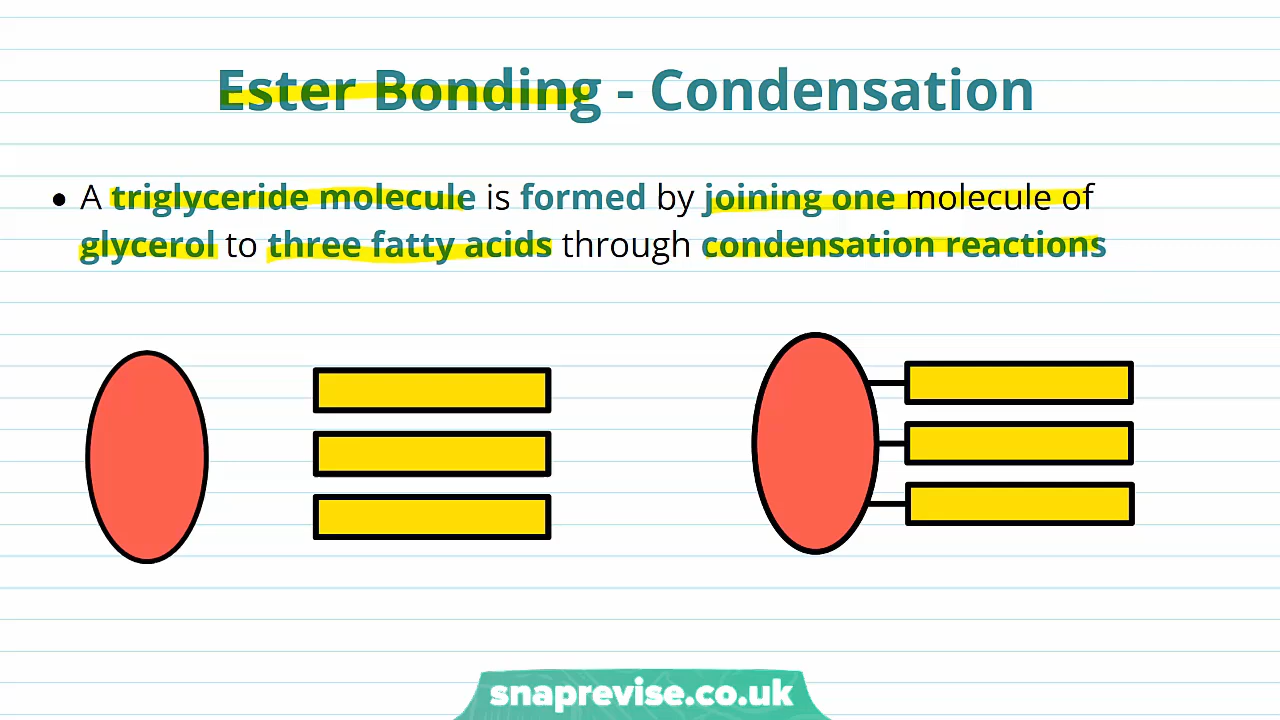 Ester Bonding - Condensation
• A triglyceride molecule is formed by joining one molecule of
glycerol to three fatty acids through condensation reactions
snaprevise.co.uk